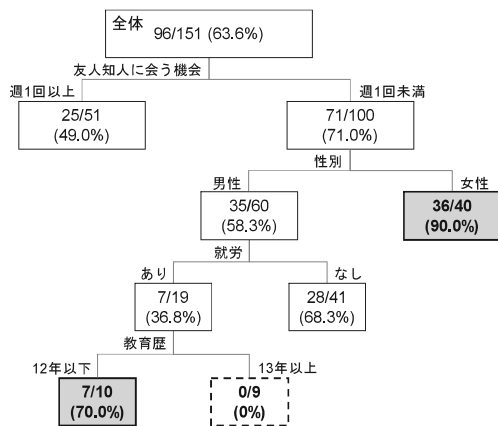 全体
96/151 (63.6%)
友人知人に会う機会
週1回以上
週1回未満
25/51
(49.0%)
71/100
(71.0%)
性別
男性
女性
35/60
(58.3%)
36/40
(90.0%)
就労
あり
なし
7/19
(36.8%)
28/41
(68.3%)
教育歴
12年以下
13年以上
7/10
(70.0%)
0/9
(0%)